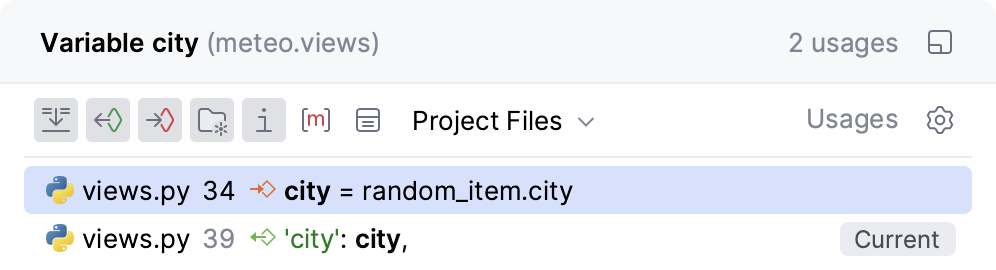 Variable city (meteo.views) 2 usages
[m] Project Files Usages
views.py 34 city = random_item.city
views.py 39 'city': city, Current